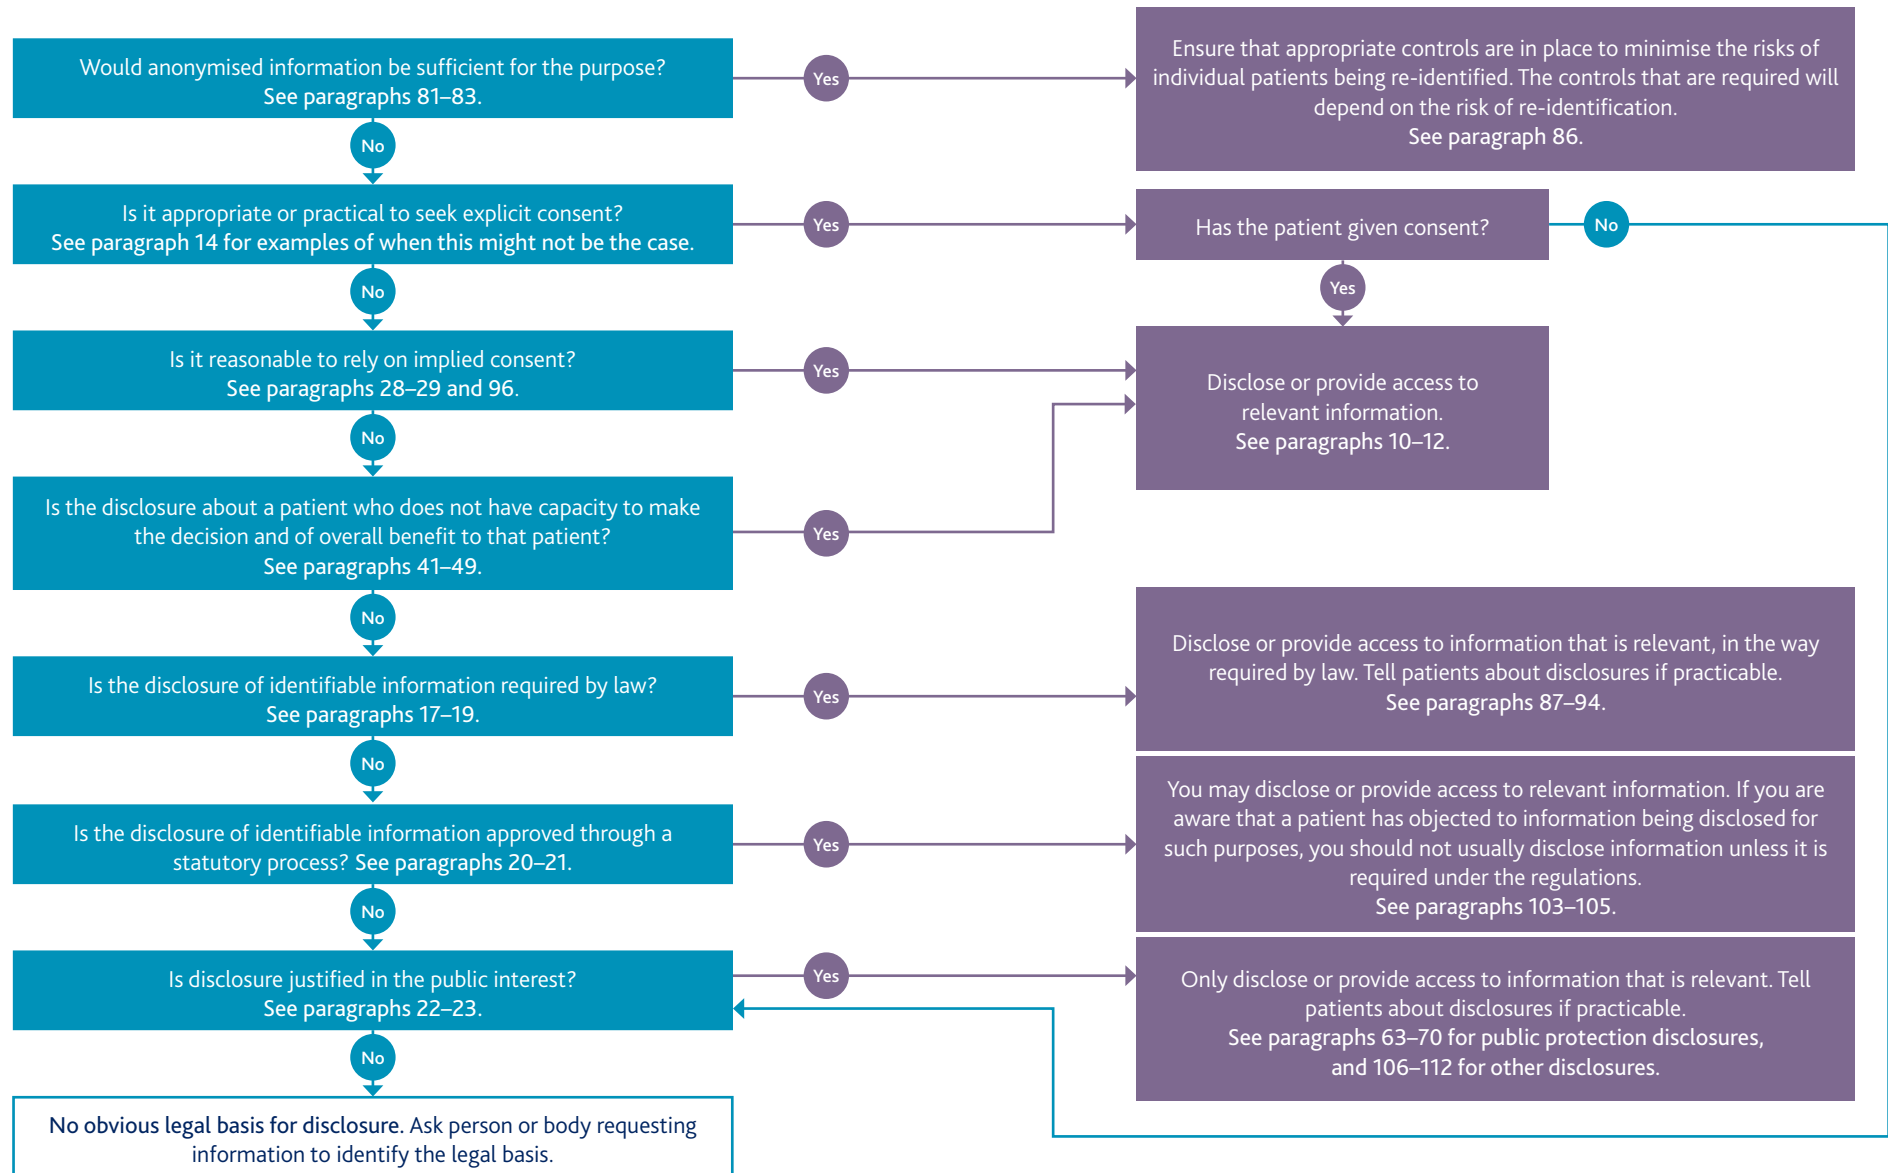 Would anonymised information be sufficient for the purpose?
See paragraphs 81–83.
Yes
Ensure that appropriate controls are in place to minimise the risks of
individual patients being re-identified. The controls that are required will
depend on the risk of re-identification.
See paragraph 86.
No
Is it appropriate or practical to seek explicit consent?
See paragraph 14 for examples of when this might not be the case.
Yes
Has the patient given consent?
No
Yes
No
Is it reasonable to rely on implied consent?
See paragraphs 28–29 and 96.
Yes
Disclose or provide access to
relevant information.
See paragraphs 10–12.
No
Is the disclosure about a patient who does not have capacity to make
the decision and of overall benefit to that patient?
See paragraphs 41–49.
Yes
No
Is the disclosure of identifiable information required by law?
See paragraphs 17–19.
Yes
Disclose or provide access to information that is relevant, in the way
required by law. Tell patients about disclosures if practicable.
See paragraphs 87–94.
No
Is the disclosure of identifiable information approved through a
statutory process? See paragraphs 20–21.
Yes
You may disclose or provide access to relevant information. If you are
aware that a patient has objected to information being disclosed for
such purposes, you should not usually disclose information unless it is
required under the regulations.
See paragraphs 103–105.
No
Is disclosure justified in the public interest?
See paragraphs 22–23.
Yes
Only disclose or provide access to information that is relevant. Tell
patients about disclosures if practicable.
See paragraphs 63–70 for public protection disclosures,
and 106–112 for other disclosures.
No
No obvious legal basis for disclosure. Ask person or body requesting
information to identify the legal basis.